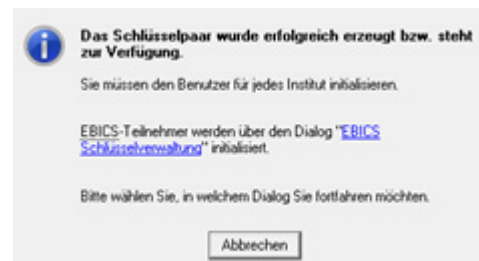 Das Schlüsselpaar wurde erfolgreich erzeugt bzw. steht
zur Verfügung.
Sie müssen den Benutzer für jedes Institut initialisieren.
EBICS-Teilnehmer werden über den Dialog "EBICS
Schlüsselverwaltung" initialisiert.
Bitte wählen Sie, in welchem Dialog Sie fortfahren möchten.
Abbrechen